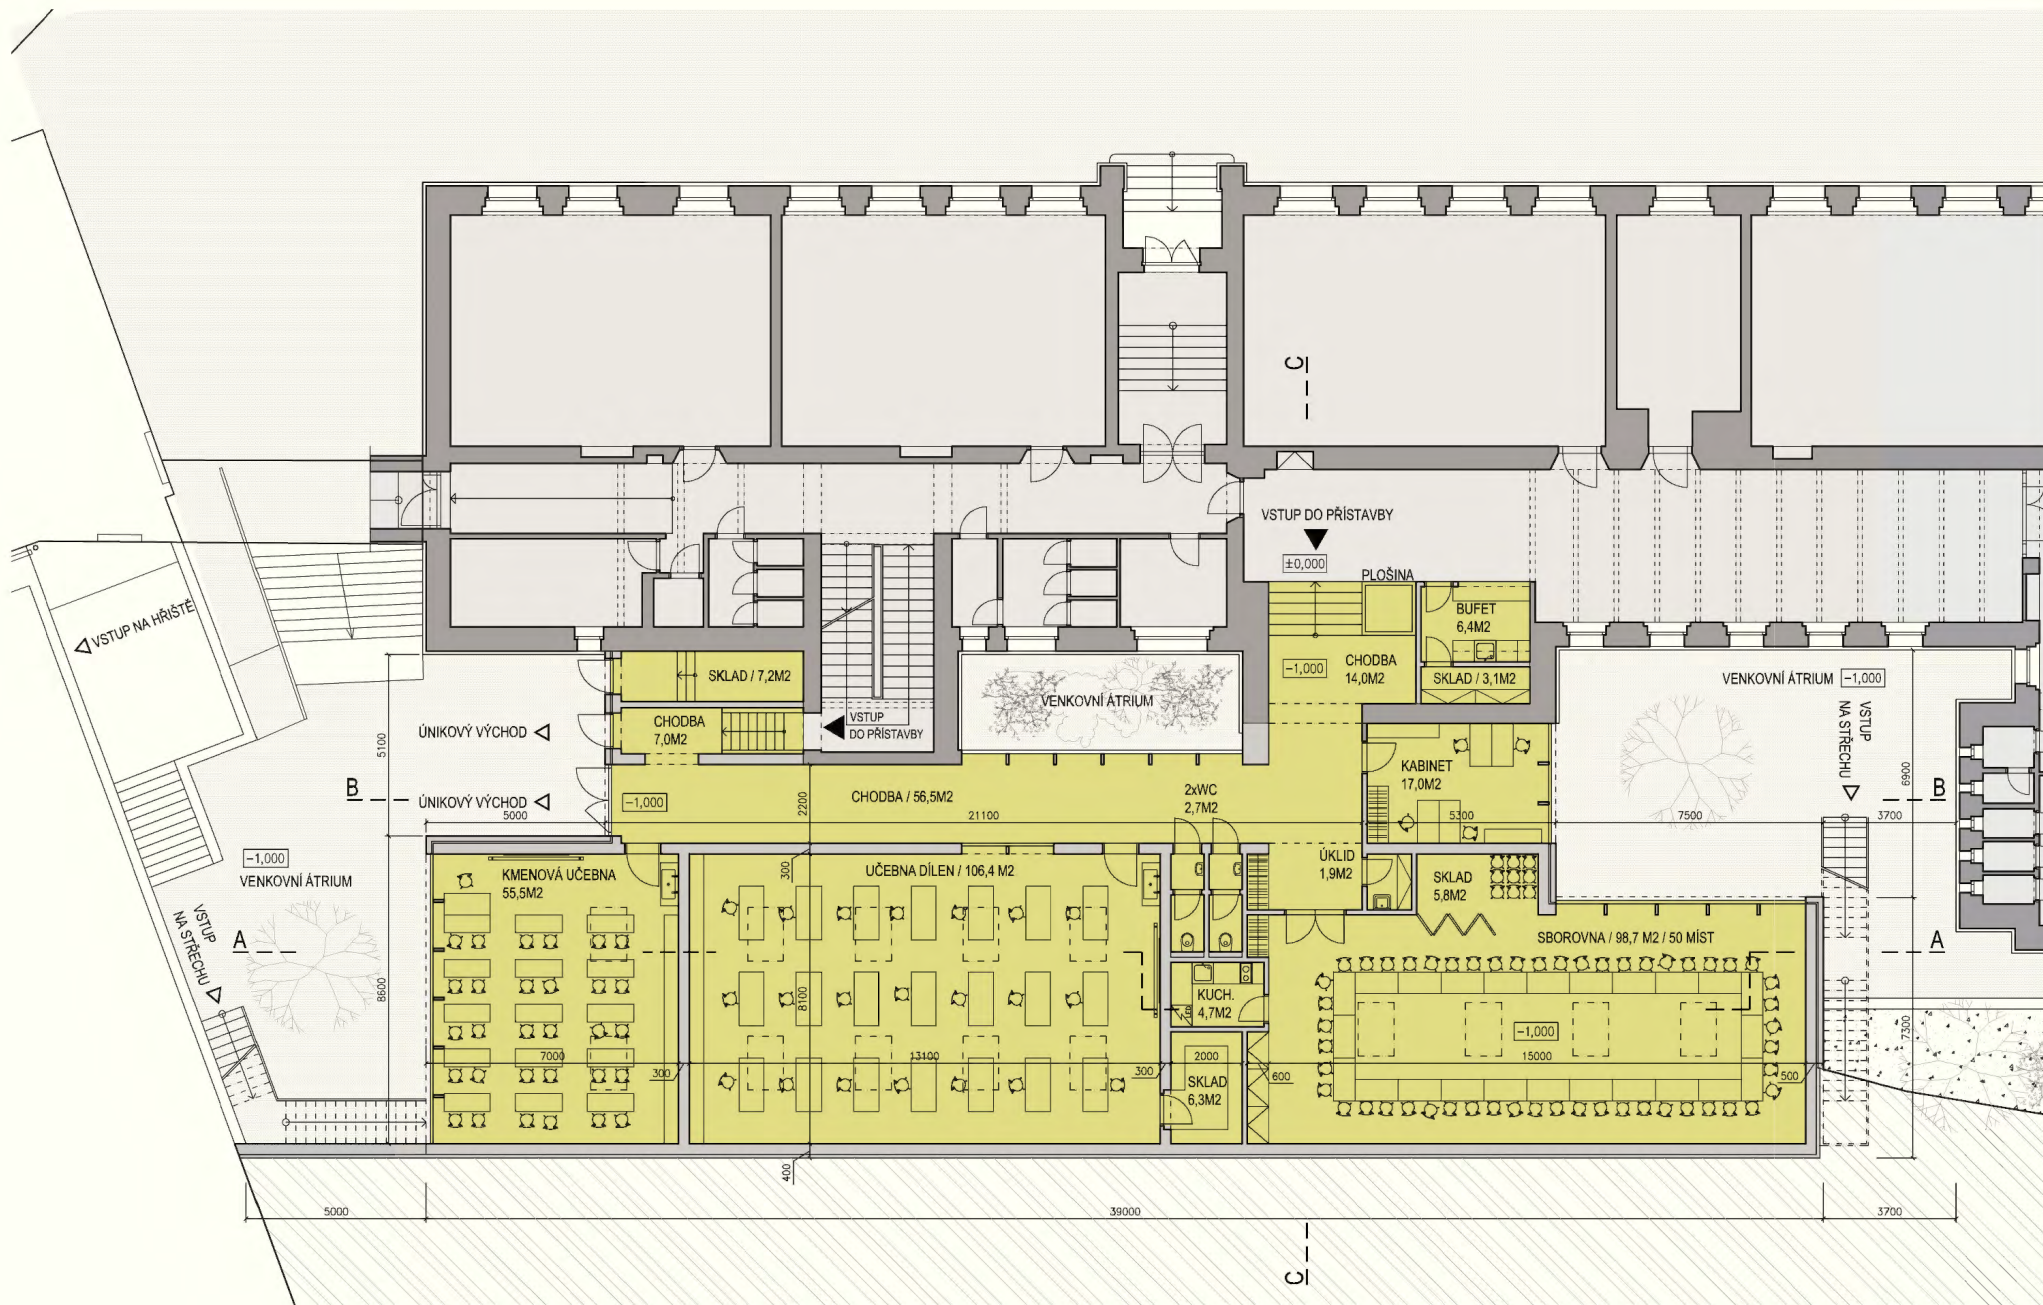 C
VSTUP DO PŘÍSTAVBY
±0,000
PLOŠINA
BUFET
6,4M2
VSTUP NA HŘIŠTĚ
SKLAD / 7,2M2
-1,000
CHODBA
14,0M2
SKLAD / 3,1M2
VENKOVNÍ ÁTRIUM
-1,000
VENKOVNÍ ÁTRIUM
CHODBA
7,0M2
VSTUP
DO PŘÍSTAVBY
ÚNIKOVÝ VÝCHOD
5100
VSTUP
NA STŘECHU
6900
KABINET
17,0M2
B
ÚNIKOVÝ VÝCHOD
-1,000
CHODBA / 56,5M2
2200
2xWC
2,7M2
B
5000
21100
5300
7500
3700
-1,000
VENKOVNÍ ÁTRIUM
KMENOVÁ UČEBNA
55,5M2
300
UČEBNA DÍLEN / 106,4 M2
ÚKLID
1,9M2
SKLAD
5,8M2
VSTUP
NA STŘECHU
A
SBOROVNA / 98,7 M2 / 50 MÍST
A
8600
8100
KUCH.
4,7M2
LED
-1,000
7300
7000
300
13100
300
2000
600
15000
500
SKLAD
6,3M2
400
5000
39000
3700
C